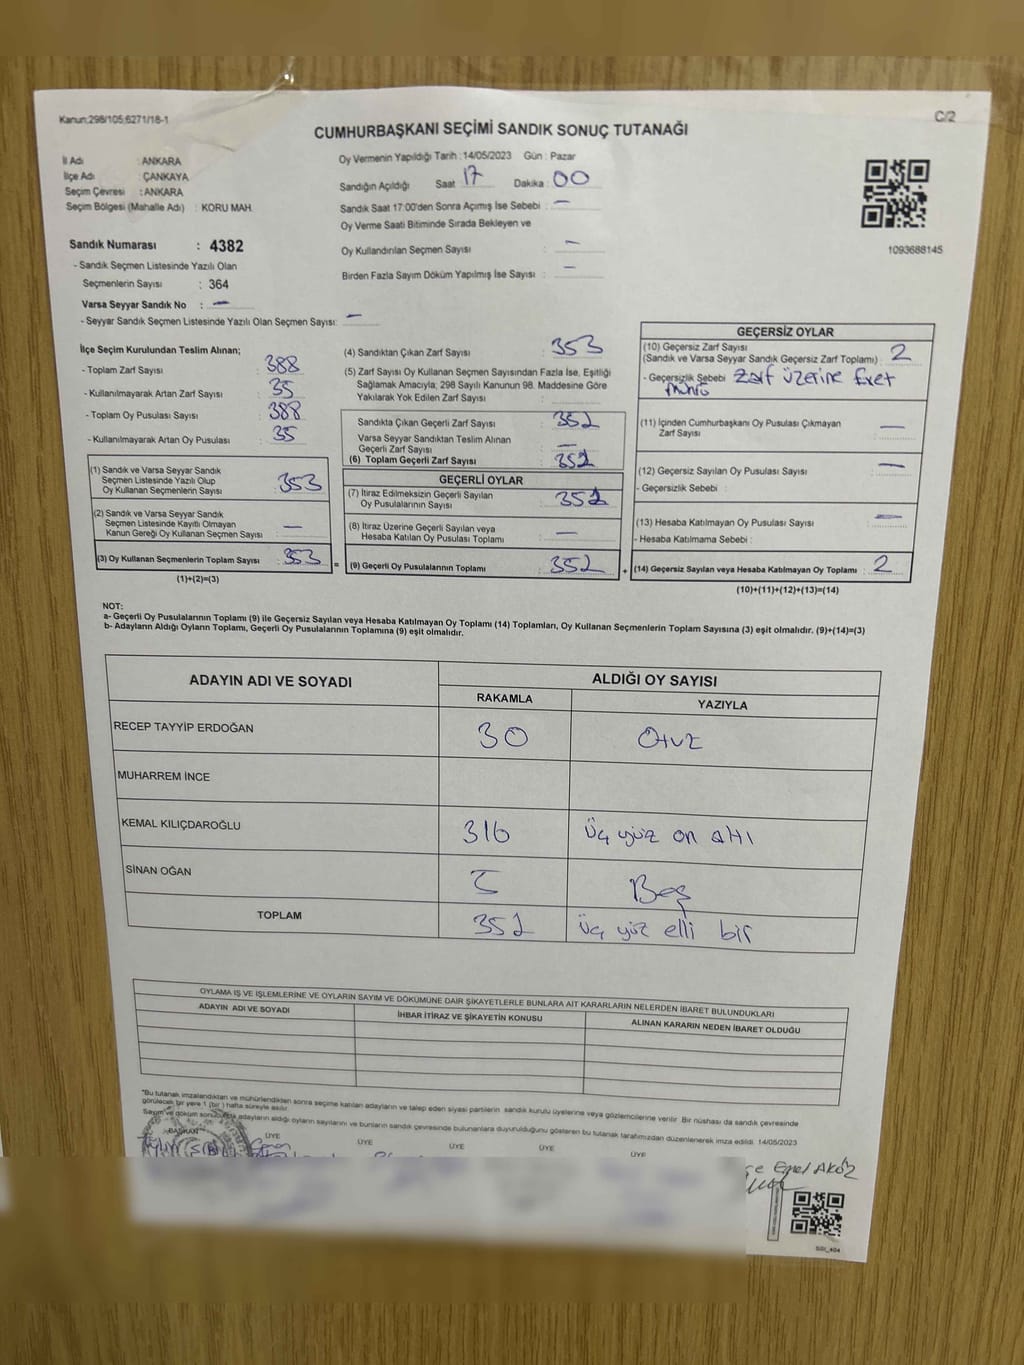 Kanun:298/105;6271/18-1
C/2
CUMHURBAŞKANI SEÇİMİ SANDIK SONUÇ TUTANAĞI
İl Adı : ANKARA
İlçe Adı : ÇANKAYA
Seçim Çevresi : ANKARA
Seçim Bölgesi (Mahalle Adı) : KORU MAH.
Oy Vermenin Yapıldığı Tarih :14/05/2023 Gün : Pazar
Sandığın Açıldığı Saat 17 Dakika : 00
Sandık Saat 17:00'den Sonra Açımış İse Sebebi : —
Oy Verme Saati Bitiminde Sırada Bekleyen ve
Oy Kullandırılan Seçmen Sayısı : —
Birden Fazla Sayım Döküm Yapılmış İse Sayısı : —
1093688145
Sandık Numarası : 4382
- Sandık Seçmen Listesinde Yazılı Olan
Seçmenlerin Sayısı : 364
Varsa Seyyar Sandık No : —
- Seyyar Sandık Seçmen Listesinde Yazılı Olan Seçmen Sayısı: —
İlçe Seçim Kurulundan Teslim Alınan;
- Toplam Zarf Sayısı : 388
- Kullanılmayarak Artan Zarf Sayısı : 35
- Toplam Oy Pusulası Sayısı : 388
- Kullanılmayarak Artan Oy Pusulası : 35
(1) Sandık ve Varsa Seyyar Sandık
Seçmen Listesinde Yazılı Olup
Oy Kullanan Seçmenlerin Sayısı : 353
(2) Sandık ve Varsa Seyyar Sandık
Seçmen Listesinde Kayıtlı Olmayan
Kanun Gereği Oy Kullanan Seçmen Sayısı : —
(3) Oy Kullanan Seçmenlerin Toplam Sayısı : 353
(1)+(2)=(3)
(4) Sandıktan Çıkan Zarf Sayısı : 353
(5) Zarf Sayısı Oy Kullanan Seçmen Sayısından Fazla İse, Eşitliği
Sağlamak Amacıyla, 298 Sayılı Kanunun 98. Maddesine Göre
Yakılarak Yok Edilen Zarf Sayısı :
Sandıkta Çıkan Geçerli Zarf Sayısı : 351
Varsa Seyyar Sandıktan Teslim Alınan
Geçerli Zarf Sayısı : —
(6) Toplam Geçerli Zarf Sayısı : 351
GEÇERLİ OYLAR
(7) İtiraz Edilmeksizin Geçerli Sayılan
Oy Pusulalarının Sayısı : 351
(8) İtiraz Üzerine Geçerli Sayılan veya
Hesaba Katılan Oy Pusulası Toplamı : —
= (9) Geçerli Oy Pusulalarının Toplamı : 351
GEÇERSİZ OYLAR
(10) Geçersiz Zarf Sayısı
(Sandık ve Varsa Seyyar Sandık Geçersiz Zarf Toplamı) : 2
- Geçersizlik Sebebi : Zarf üzerine Evet
mührü
(11) İçinden Cumhurbaşkanı Oy Pusulası Çıkmayan
Zarf Sayısı : —
(12) Geçersiz Sayılan Oy Pusulası Sayısı : —
- Geçersizlik Sebebi :
(13) Hesaba Katılmayan Oy Pusulası Sayısı : —
- Hesaba Katılmama Sebebi :
+ (14) Geçersiz Sayılan veya Hesaba Katılmayan Oy Toplamı : 2
(10)+(11)+(12)+(13)=(14)
NOT:
a- Geçerli Oy Pusulalarının Toplamı (9) ile Geçersiz Sayılan veya Hesaba Katılmayan Oy Toplamı (14) Toplamları, Oy Kullanan Seçmenlerin Toplam Sayısına (3) eşit olmalıdır. (9)+(14)=(3)
b- Adayların Aldığı Oyların Toplamı, Geçerli Oy Pusulalarının Toplamına (9) eşit olmalıdır.
ADAYIN ADI VE SOYADI ALDIĞI OY SAYISI
RAKAMLA YAZIYLA
RECEP TAYYİP ERDOĞAN 30 Otuz
MUHARREM İNCE
KEMAL KILIÇDAROĞLU 316 Üç yüz on altı
SİNAN OĞAN 5 Beş
TOPLAM 351 Üç yüz elli bir
OYLAMA İŞ VE İŞLEMLERİNE VE OYLARIN SAYIM VE DÖKÜMÜNE DAİR ŞİKAYETLERLE BUNLARA AİT KARARLARIN NELERDEN İBARET BULUNDUKLARI
ADAYIN ADI VE SOYADI İHBAR İTİRAZ VE ŞİKAYETİN KONUSU ALINAN KARARIN NEDEN İBARET OLDUĞU
*Bu tutanak imzalandıktan ve mühürlendikten sonra seçime katılan adayların ve talep eden siyasi partilerin sandık kurulu üyelerine veya gözlemcilerine verilir. Bir nüshası da sandık çevresinde
görülecek bir yere 1 (bir) hafta süreyle asılır.
Sayım ve döküm sonucunda adayların aldığı oyların sayılarını ve bunların sandık çevresinde bulunanlara duyurulduğunu gösteren bu tutanak tarafımızdan düzenlenerek imza edildi. 14/05/2023
BAŞKAN ÜYE ÜYE ÜYE ÜYE ÜYE
Emel AKÖZ